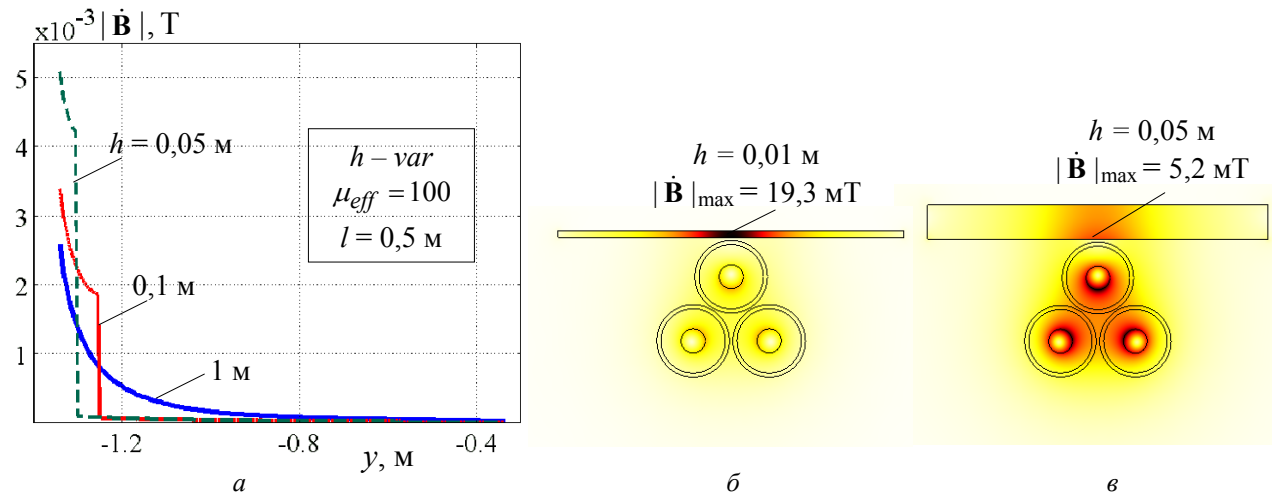 x10⁻³ |Ḃ|, Т
5
4
3
2
1
h = 0,05 м
0,1 м
1 м
h – var
μeff = 100
l = 0,5 м
-1.2
-0.8
-0.4
y, м
а
h = 0,01 м
|Ḃ|max = 19,3 мТ
б
h = 0,05 м
|Ḃ|max = 5,2 мТ
в